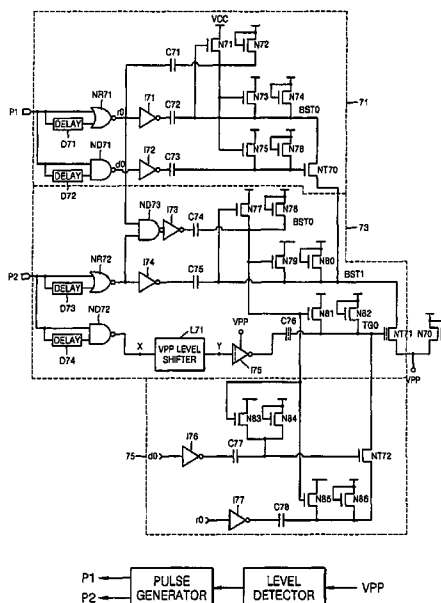 VCC
C71 N71 N72
P1 NR71 r0 I71 C72 N73 N74 BST0 71
DELAY D71 ND71
DELAY D72 d0 I72 C73 N75 N78 NT70
ND73 I73 C74 N77 N78 BST0 73
P2 NR72 I74 C75 N79 N80 BST1
DELAY D73 ND72
DELAY D74 X L71 VPP LEVEL SHIFTER Y VPP I75 C76 N81 N82 TG0 NT71 N70 VPP
N83 N84
75 d0 I76 C77 NT72
r0 I77 C78 N85 N86
P1 P2 PULSE GENERATOR LEVEL DETECTOR VPP